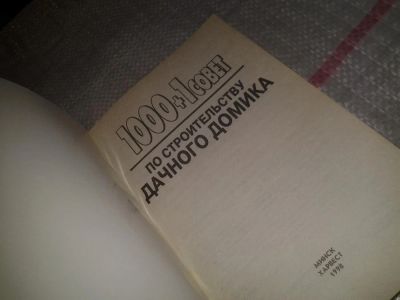 1000+1 СОВЕТ
ПО СТРОИТЕЛЬСТВУ
ДАЧНОГО ДОМИКА
МИНСК
ХАРВЕСТ
1998